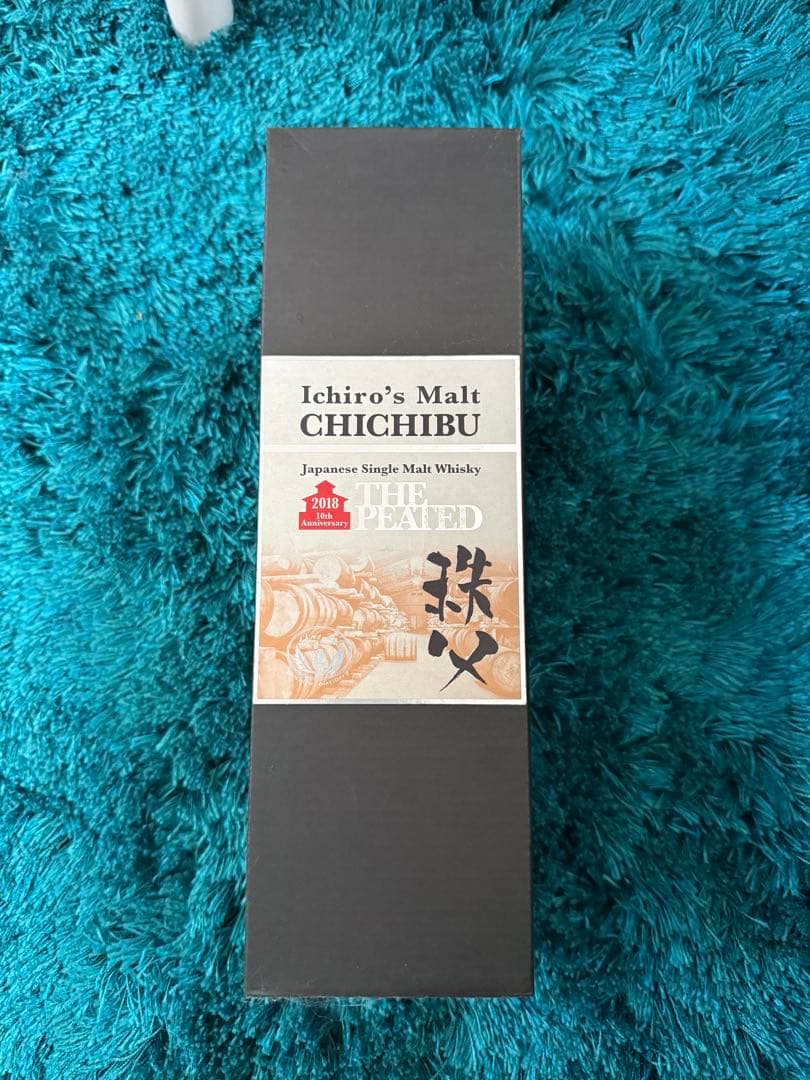 Ichiro's Malt
CHICHIBU
Japanese Single Malt Whisky
2018
10th
Anniversary
THE
PEATED
秩父